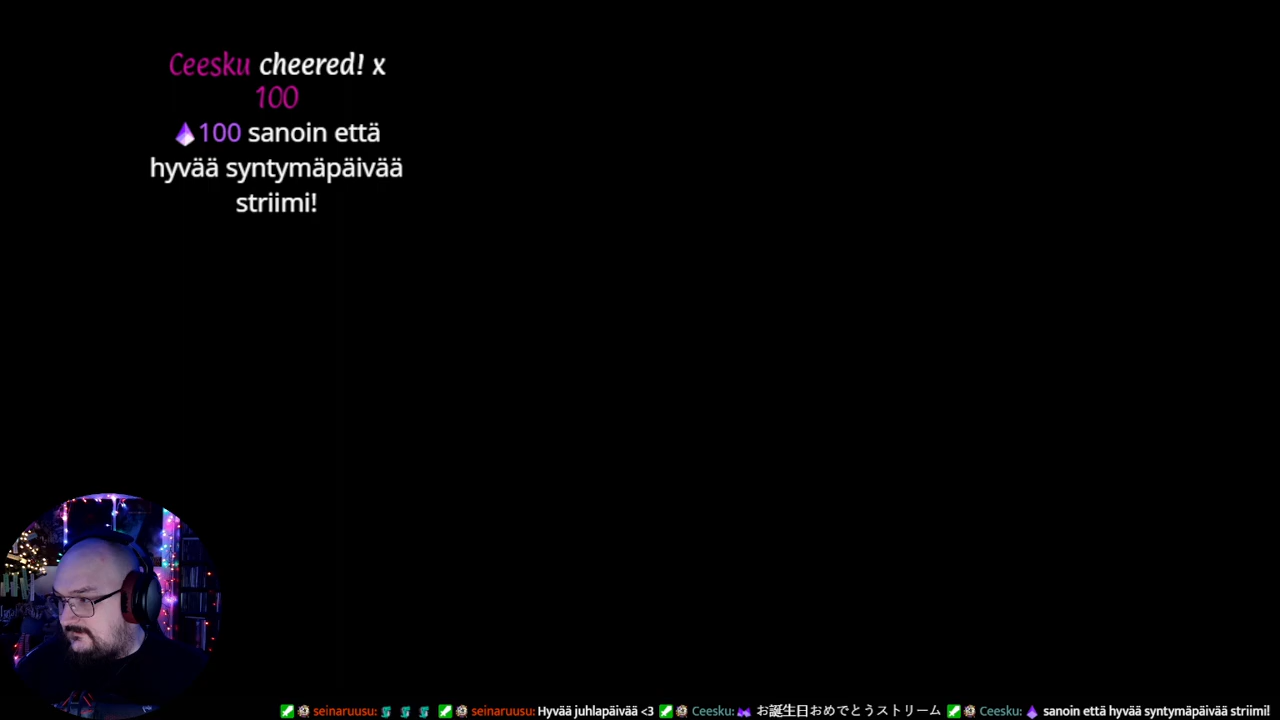 Ceesku cheered! x
100
100 sanoin että
hyvää syntymäpäivää
striimi!
seinaruusu: seinaruusu: Hyvää juhlapäivää <3 Ceesku: お誕生日おめでとうストリーム Ceesku: sanoin että hyvää syntymäpäivää striimi!